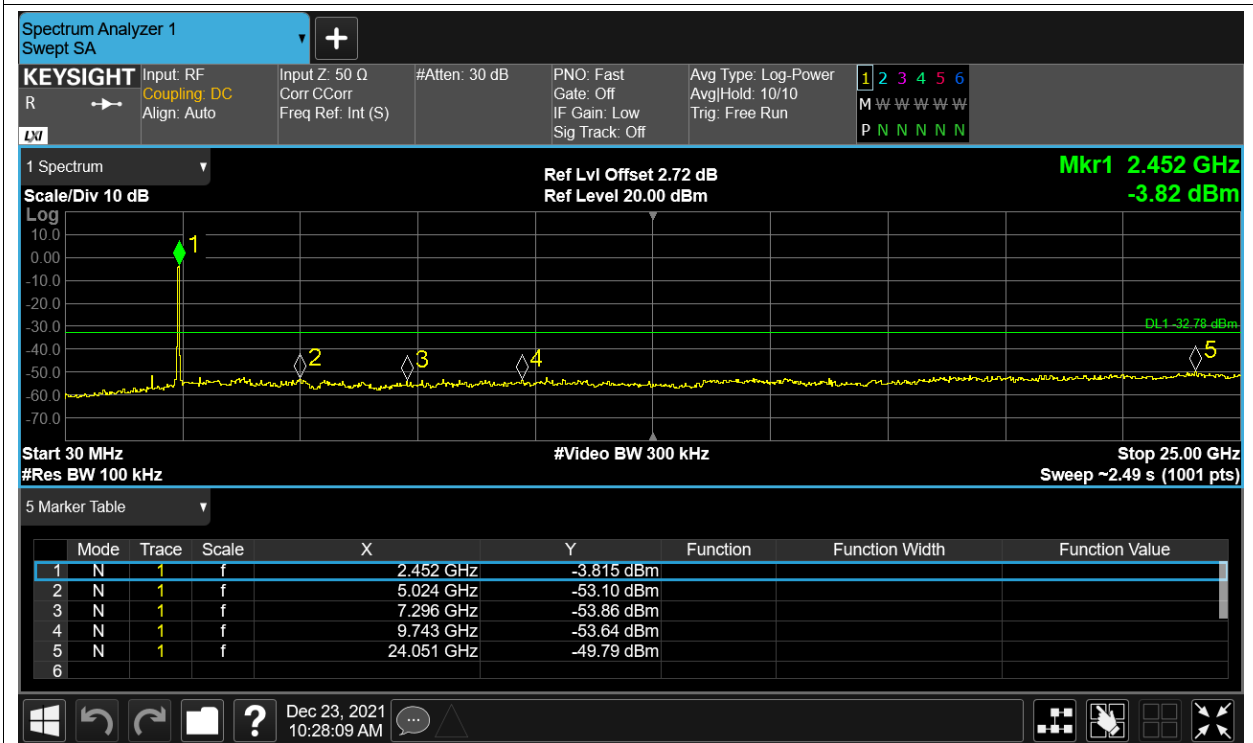 Spectrum Analyzer 1
Swept SA
KEYSIGHT Input: RF Input Z: 50 Ω #Atten: 30 dB PNO: Fast Avg Type: Log-Power 1 2 3 4 5 6
R Coupling: DC Corr CCorr Gate: Off Avg|Hold: 10/10 M W W W W W W
Align: Auto Freq Ref: Int (S) IF Gain: Low Trig: Free Run
LXI Sig Track: Off P N N N N N N
1 Spectrum Ref Lvl Offset 2.72 dB Mkr1 2.452 GHz
Scale/Div 10 dB Ref Level 20.00 dBm -3.82 dBm
Log
10.0
1
0.00
-10.0
-20.0
-30.0
DL1 -32.78 dBm
-40.0
2 3 4 5
-50.0
-60.0
-70.0
Start 30 MHz #Video BW 300 kHz Stop 25.00 GHz
#Res BW 100 kHz Sweep ~2.49 s (1001 pts)
5 Marker Table
Mode Trace Scale X Y Function Function Width Function Value
1 N 1 f 2.452 GHz -3.815 dBm
2 N 1 f 5.024 GHz -53.10 dBm
3 N 1 f 7.296 GHz -53.86 dBm
4 N 1 f 9.743 GHz -53.64 dBm
5 N 1 f 24.051 GHz -49.79 dBm
6
? Dec 23, 2021
10:28:09 AM